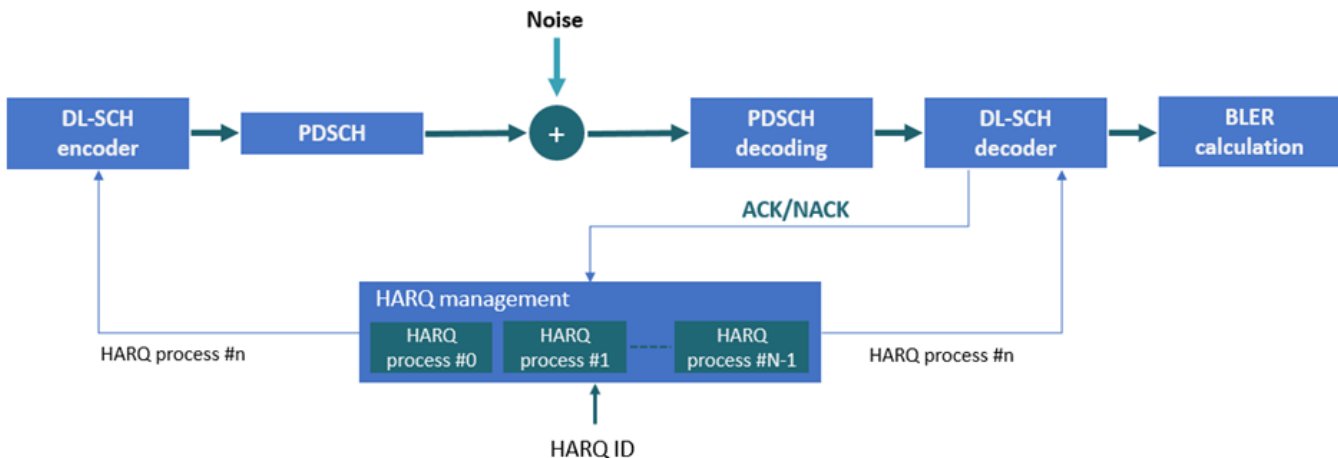 Noise
DL-SCH
encoder
PDSCH
+
PDSCH
decoding
DL-SCH
decoder
BLER
calculation
ACK/NACK
HARQ management
HARQ
process #0
HARQ
process #1
HARQ
process #N-1
HARQ process #n
HARQ process #n
HARQ ID